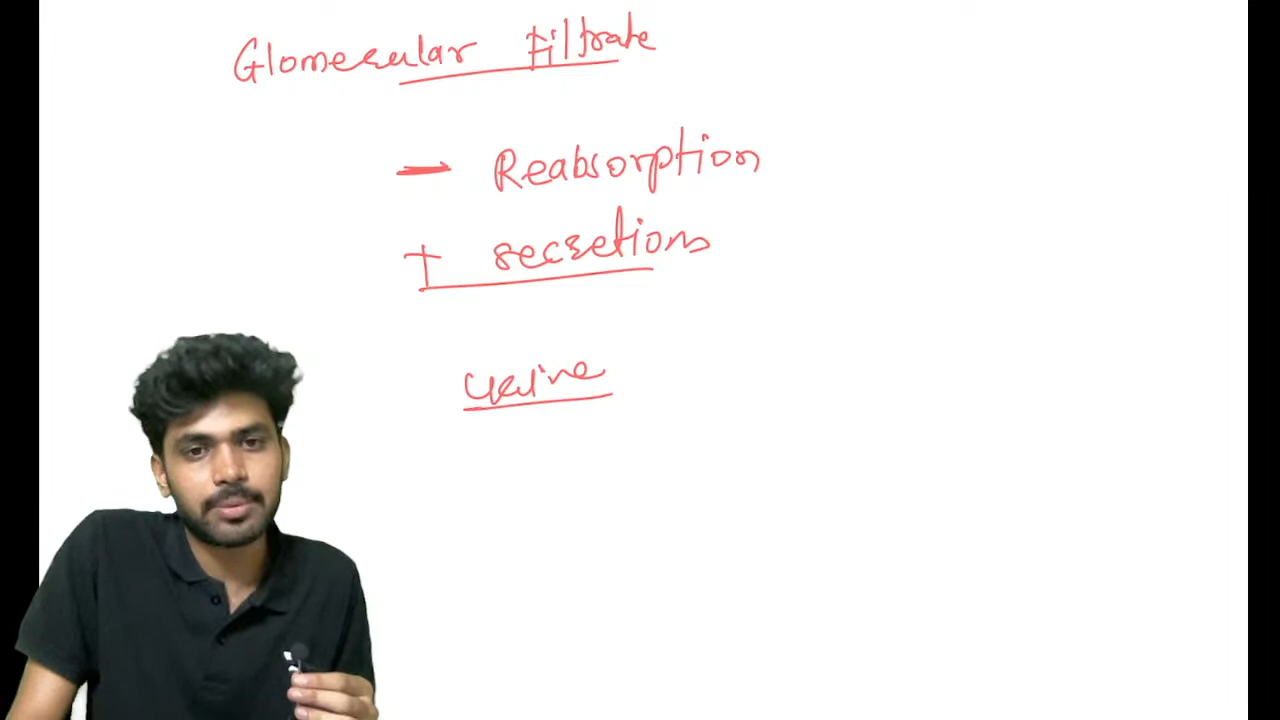 Glomerular Filtrate
- Reabsorption
+ secretions
Urine